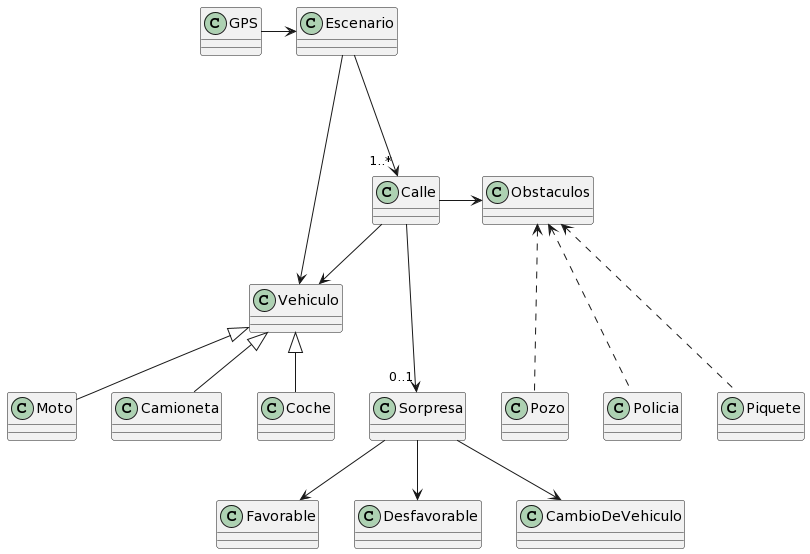 C GPS
C Escenario
1..*
C Calle
C Obstaculos
C Vehiculo
0..1
C Moto
C Camioneta
C Coche
C Sorpresa
C Pozo
C Policia
C Piquete
C Favorable
C Desfavorable
C CambioDeVehiculo